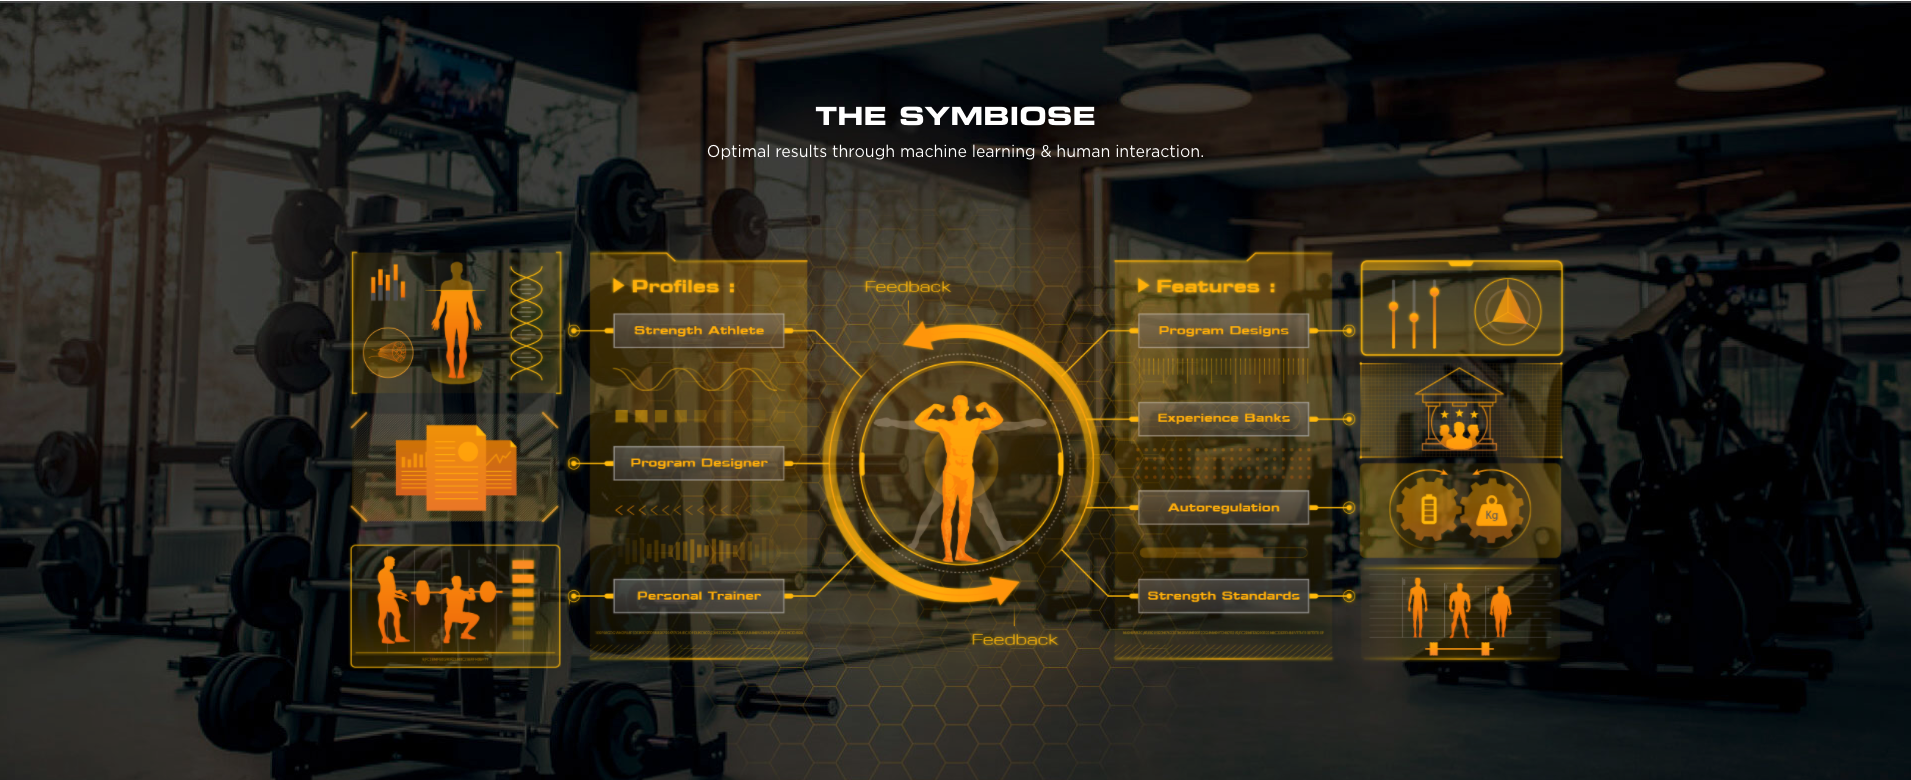 THE SYMBIOSE
Optimal results through machine learning & human interaction.
Profiles :
Strength Athlete
Program Designer
Personal Trainer
Feedback
Feedback
Features :
Program Designs
Experience Banks
Autoregulation
Strength Standards
Kg